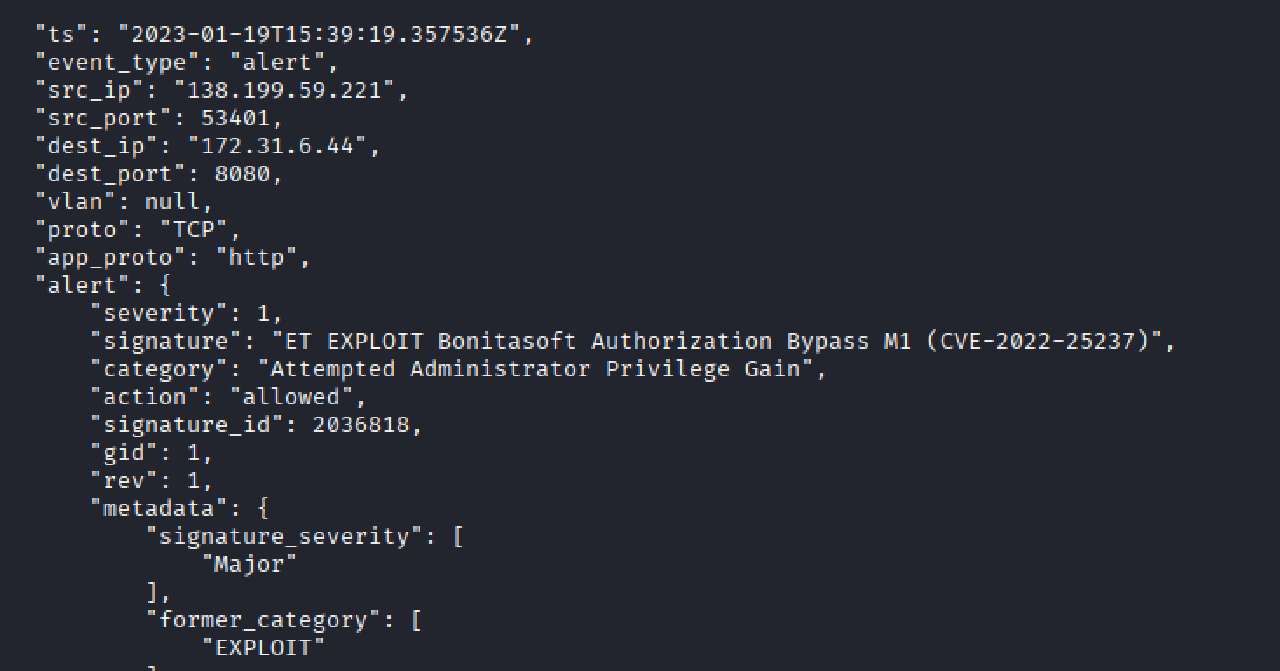 "ts": "2023-01-19T15:39:19.357536Z",
"event_type": "alert",
"src_ip": "138.199.59.221",
"src_port": 53401,
"dest_ip": "172.31.6.44",
"dest_port": 8080,
"vlan": null,
"proto": "TCP",
"app_proto": "http",
"alert": {
"severity": 1,
"signature": "ET EXPLOIT Bonitasoft Authorization Bypass M1 (CVE-2022-25237)",
"category": "Attempted Administrator Privilege Gain",
"action": "allowed",
"signature_id": 2036818,
"gid": 1,
"rev": 1,
"metadata": {
"signature_severity": [
"Major"
],
"former_category": [
"EXPLOIT"